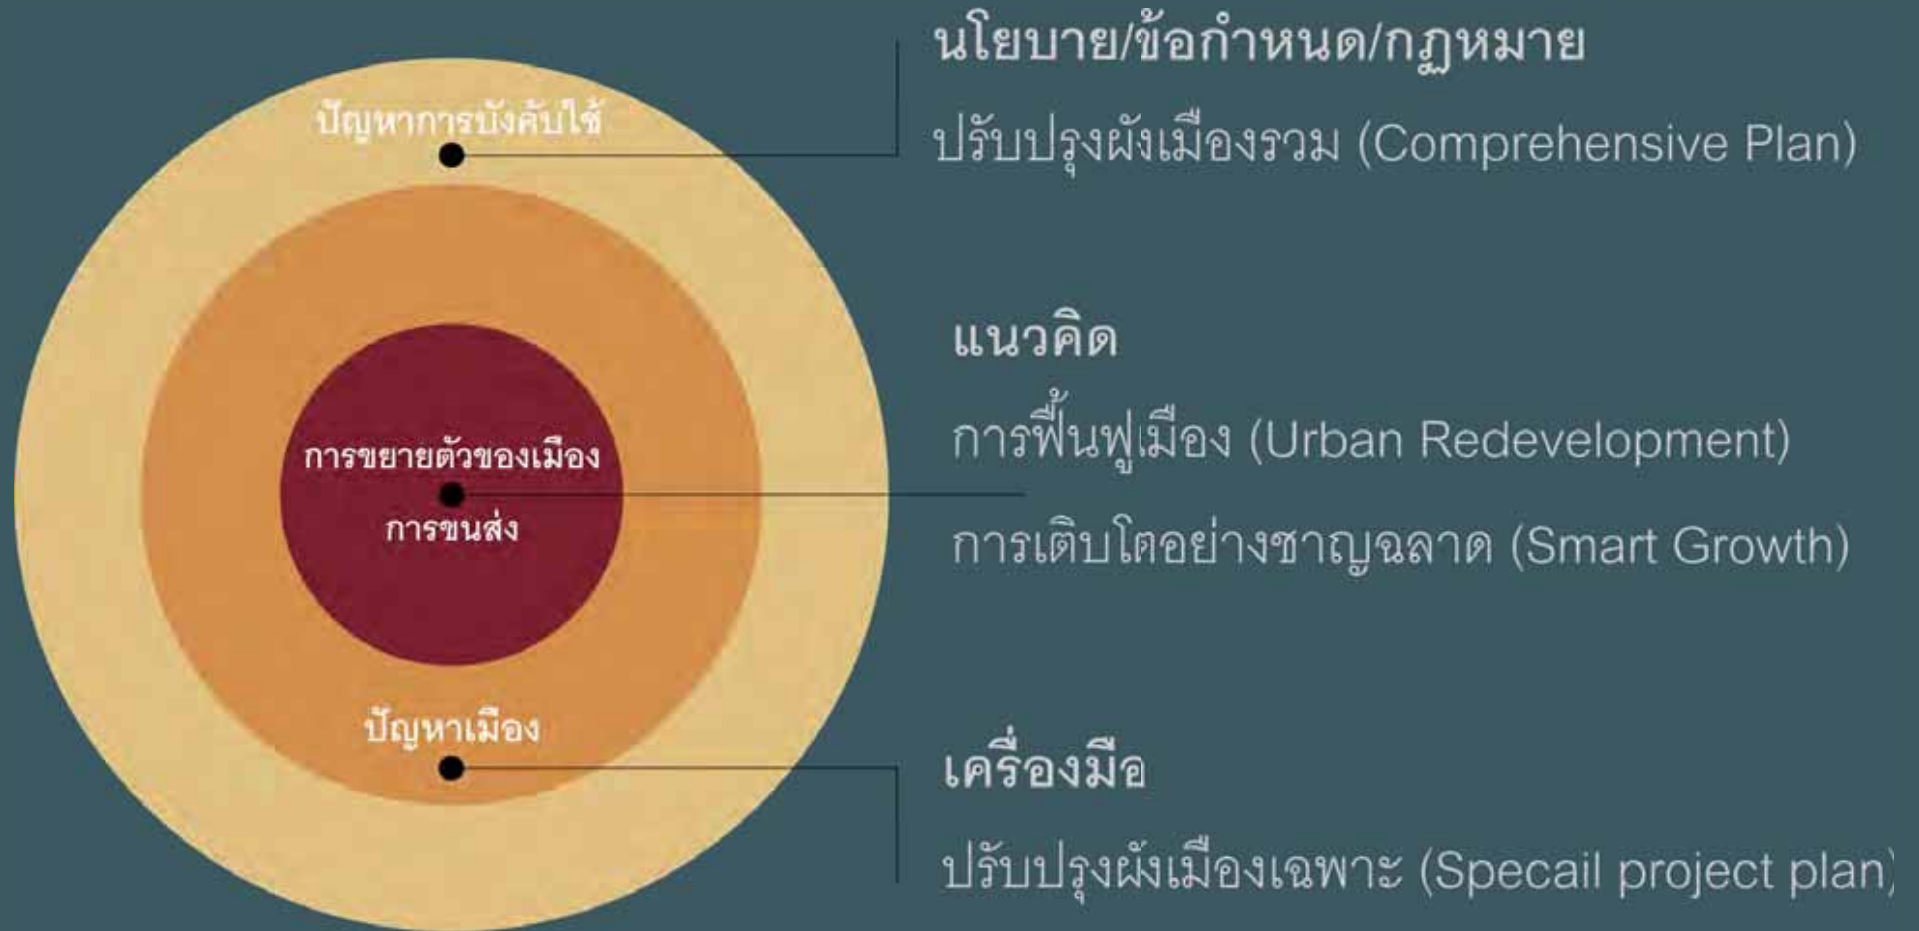 นโยบาย/ข้อกำหนด/กฎหมาย
ปัญหาการบังคับใช้
ปรับปรุงผังเมืองรวม (Comprehensive Plan)
แนวคิด
การฟื้นฟูเมือง (Urban Redevelopment)
การขยายตัวของเมือง
การขนส่ง
การเติบโตอย่างชาญฉลาด (Smart Growth)
ปัญหาเมือง
เครื่องมือ
ปรับปรุงผังเมืองเฉพาะ (Specail project plan)